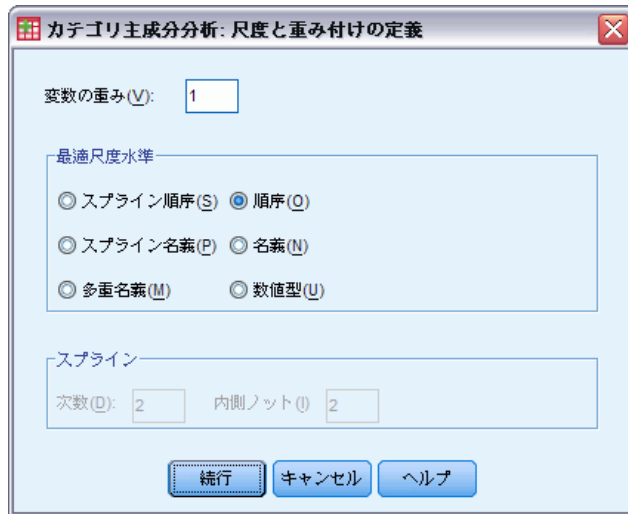 カテゴリ主成分分析: 尺度と重み付けの定義
変数の重み(V): 1
最適尺度水準
スプライン順序(S) 順序(O)
スプライン名義(P) 名義(N)
多重名義(M) 数値型(U)
スプライン
次数(D): 2 内側ノット(I) 2
続行 キャンセル ヘルプ